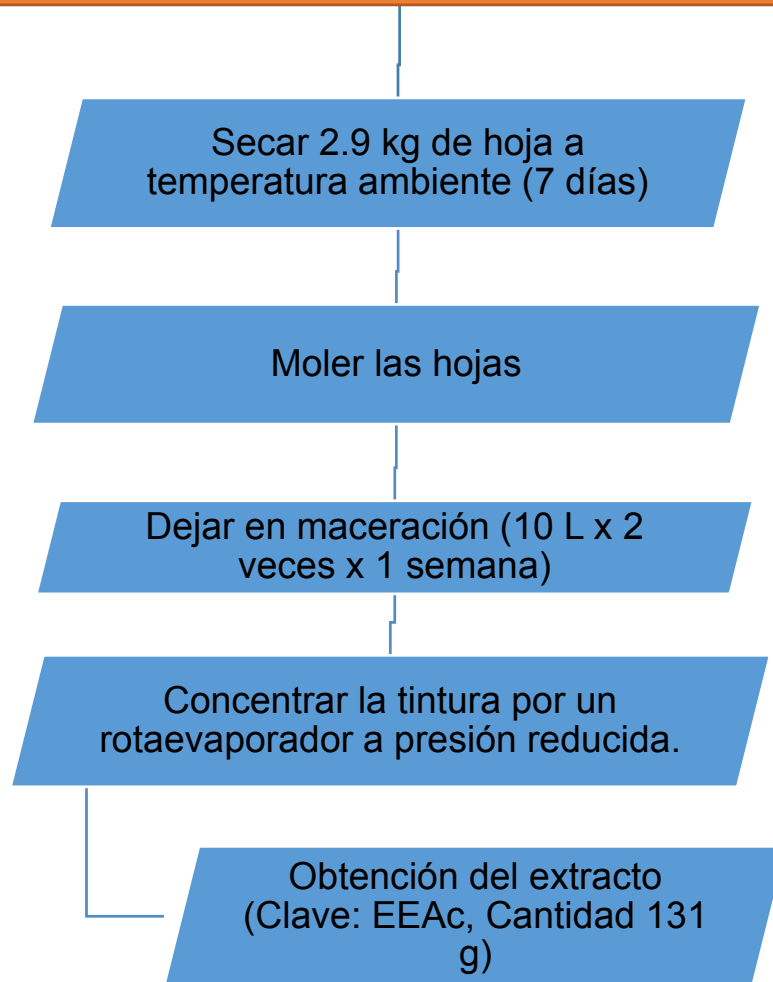 Secar 2.9 kg de hoja a
temperatura ambiente (7 días)
Moler las hojas
Dejar en maceración (10 L x 2
veces x 1 semana)
Concentrar la tintura por un
rotaevaporador a presión reducida.
Obtención del extracto
(Clave: EEAc, Cantidad 131
g)